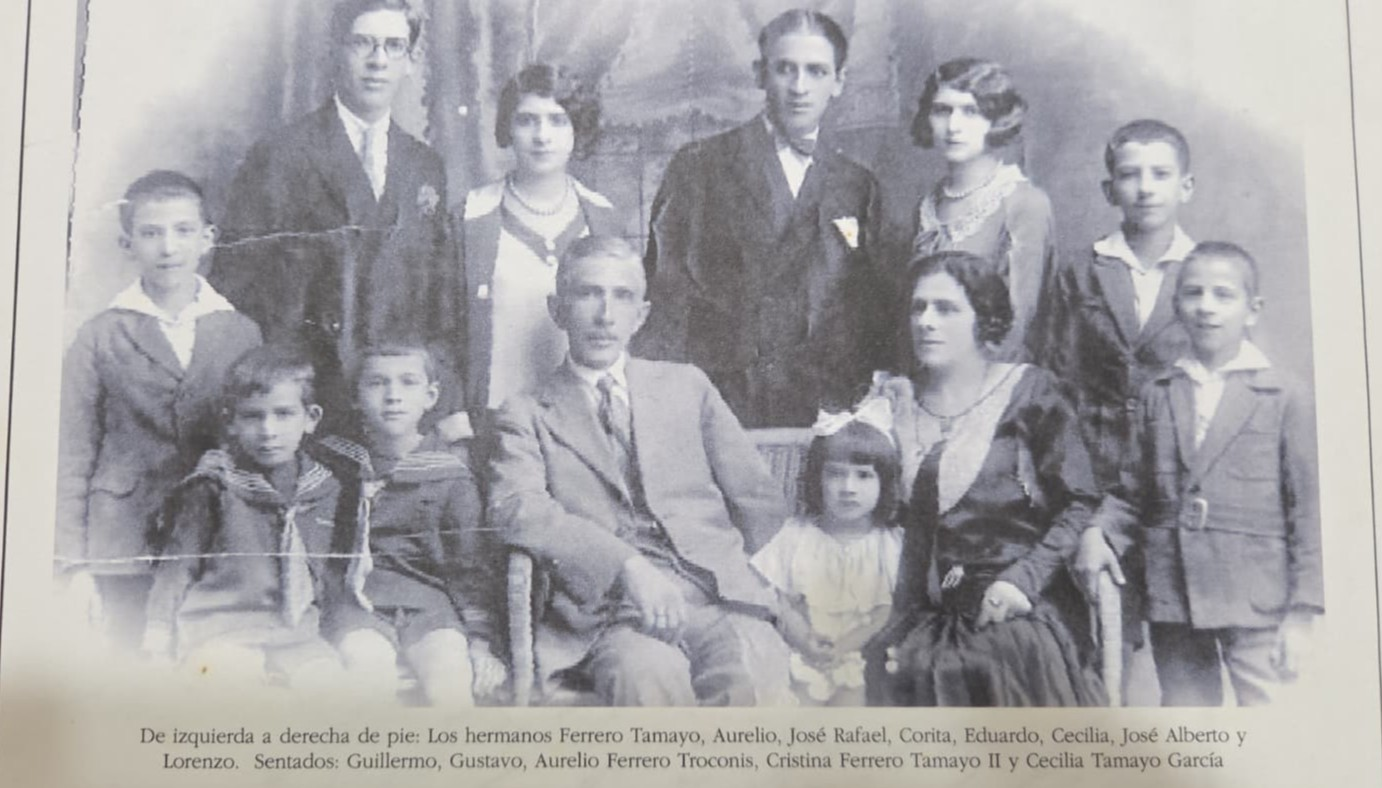 De izquierda a derecha de pie: Los hermanos Ferrero Tamayo, Aurelio, José Rafael, Corita, Eduardo, Cecilia, José Alberto y
Lorenzo. Sentados: Guillermo, Gustavo, Aurelio Ferrero Troconis, Cristina Ferrero Tamayo II y Cecilia Tamayo García